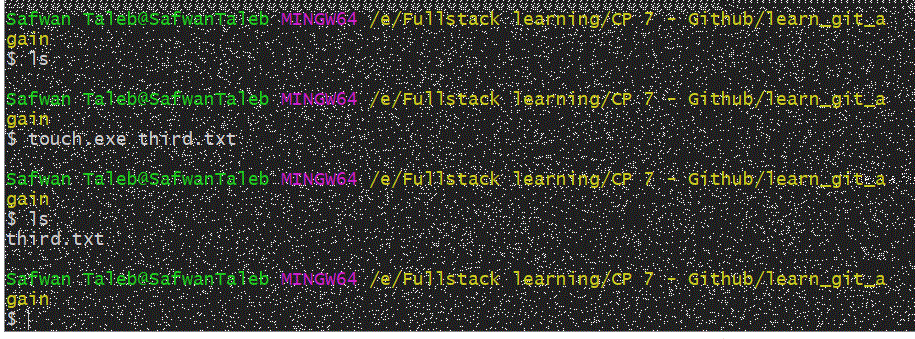 Safwan Taleb@SafwanTaleb MINGW64 /e/Fullstack learning/CP 7 - Github/learn_git_a
gain
$ ls
Safwan Taleb@SafwanTaleb MINGW64 /e/Fullstack learning/CP 7 - Github/learn_git_a
gain
$ touch.exe third.txt
Safwan Taleb@SafwanTaleb MINGW64 /e/Fullstack learning/CP 7 - Github/learn_git_a
gain
$ ls
third.txt
Safwan Taleb@SafwanTaleb MINGW64 /e/Fullstack learning/CP 7 - Github/learn_git_a
gain
$